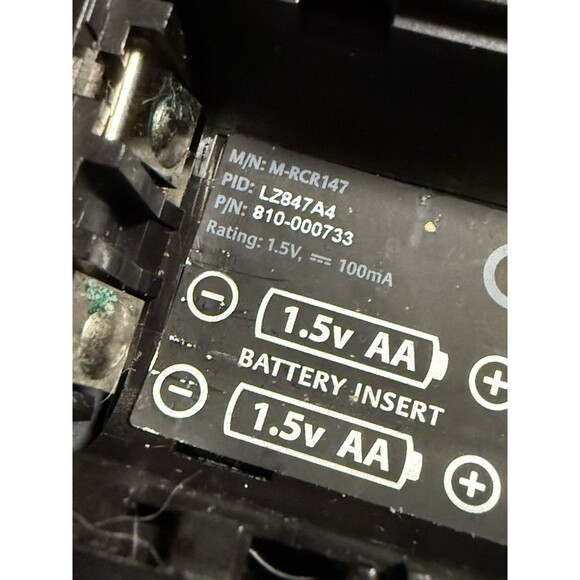 M/N: M-RCR147
PID: LZ847A4
P/N: 810-000733
Rating: 1.5V, ⎓ 100mA
1.5v AA
BATTERY INSERT
1.5v AA